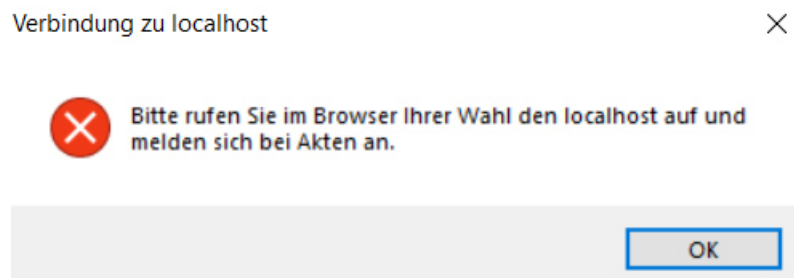 Verbindung zu localhost
Bitte rufen Sie im Browser Ihrer Wahl den localhost auf und
melden sich bei Akten an.
OK